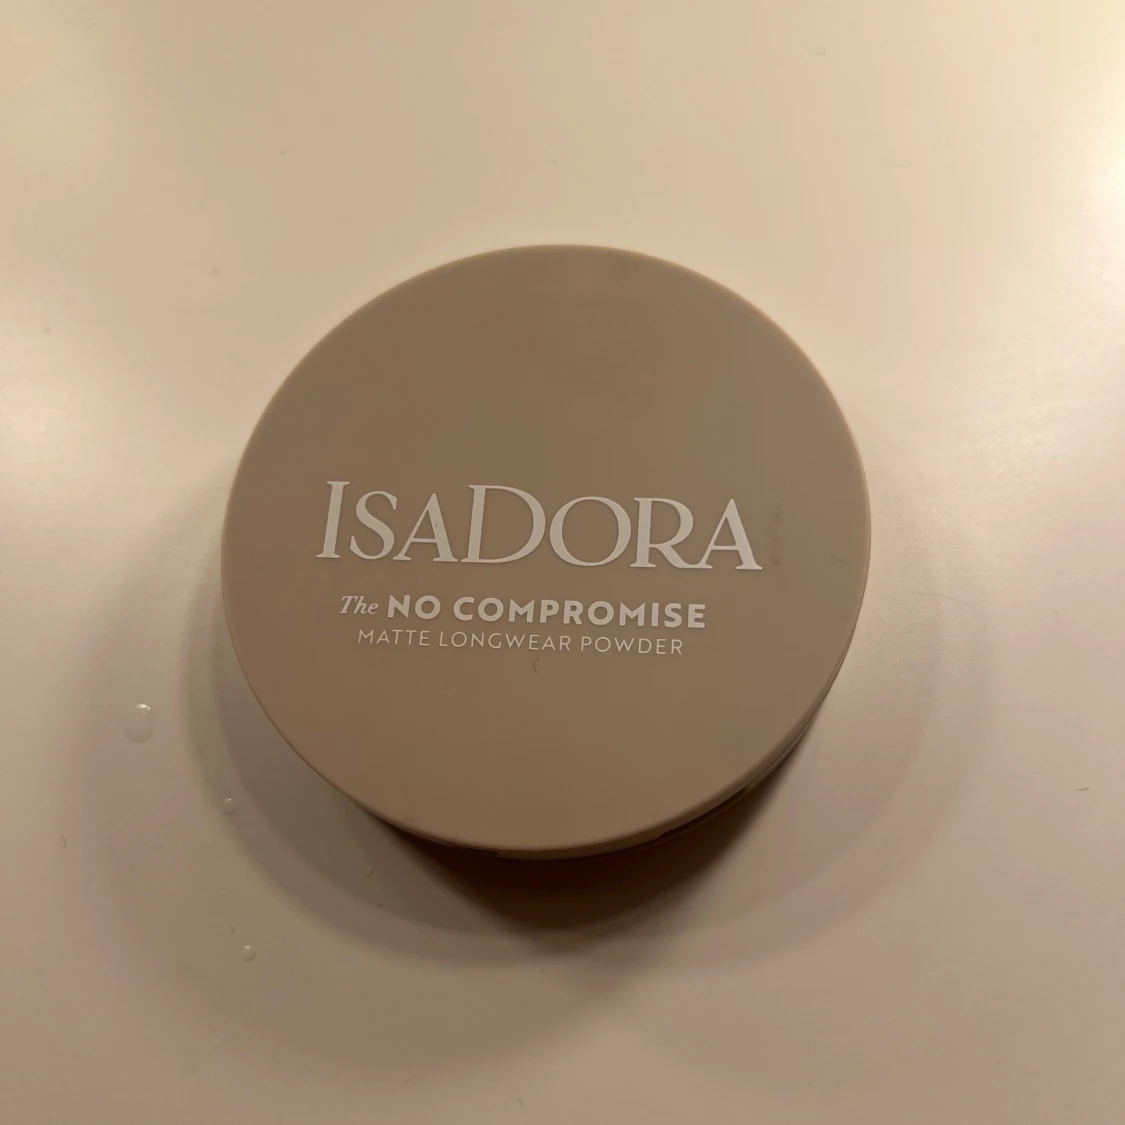 ISADORA
The NO COMPROMISE
MATTE LONGWEAR POWDER